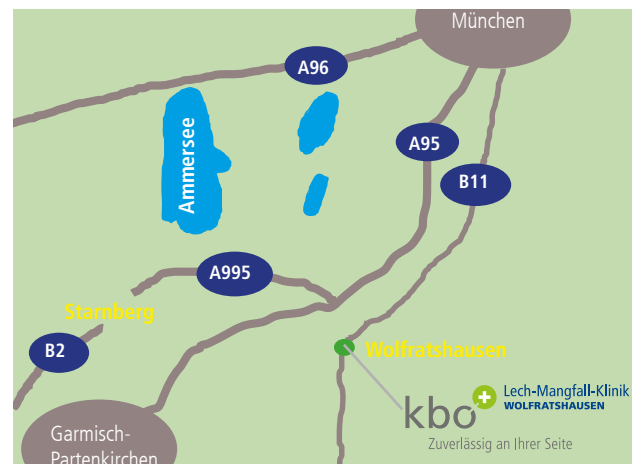 München
A96
A95
Ammersee
B11
A995
Starnberg
B2
Wolfratshausen
kbo
Lech-Mangfall-Klinik
WOLFRATSHAUSEN
Zuverlässig an Ihrer Seite
Garmisch-
Partenkirchen